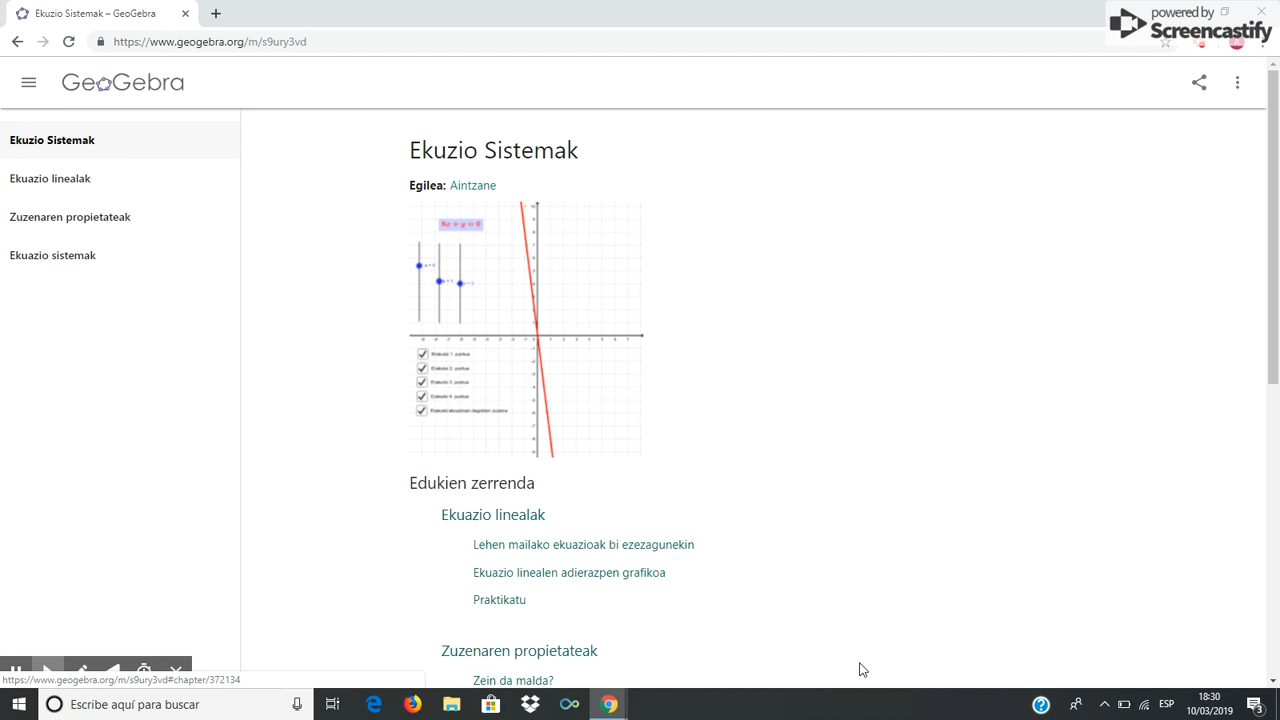 Ekuzio Sistemak – GeoGebra
powered by
Screencastify
https://www.geogebra.org/m/s9ury3vd
GeoGebra
Ekuzio Sistemak
Ekuazio linealak
Zuzenaren propietateak
Ekuazio sistemak
Ekuzio Sistemak
Egilea: Aintzane
Edukien zerrenda
Ekuazio linealak
Lehen mailako ekuazioak bi ezezagunekin
Ekuazio linealen adierazpen grafikoa
Praktikatu
Zuzenaren propietateak
Zein da malda?
https://www.geogebra.org/m/s9ury3vd#chapter/372134
Escribe aquí para buscar
ESP
18:30
10/03/2019
3